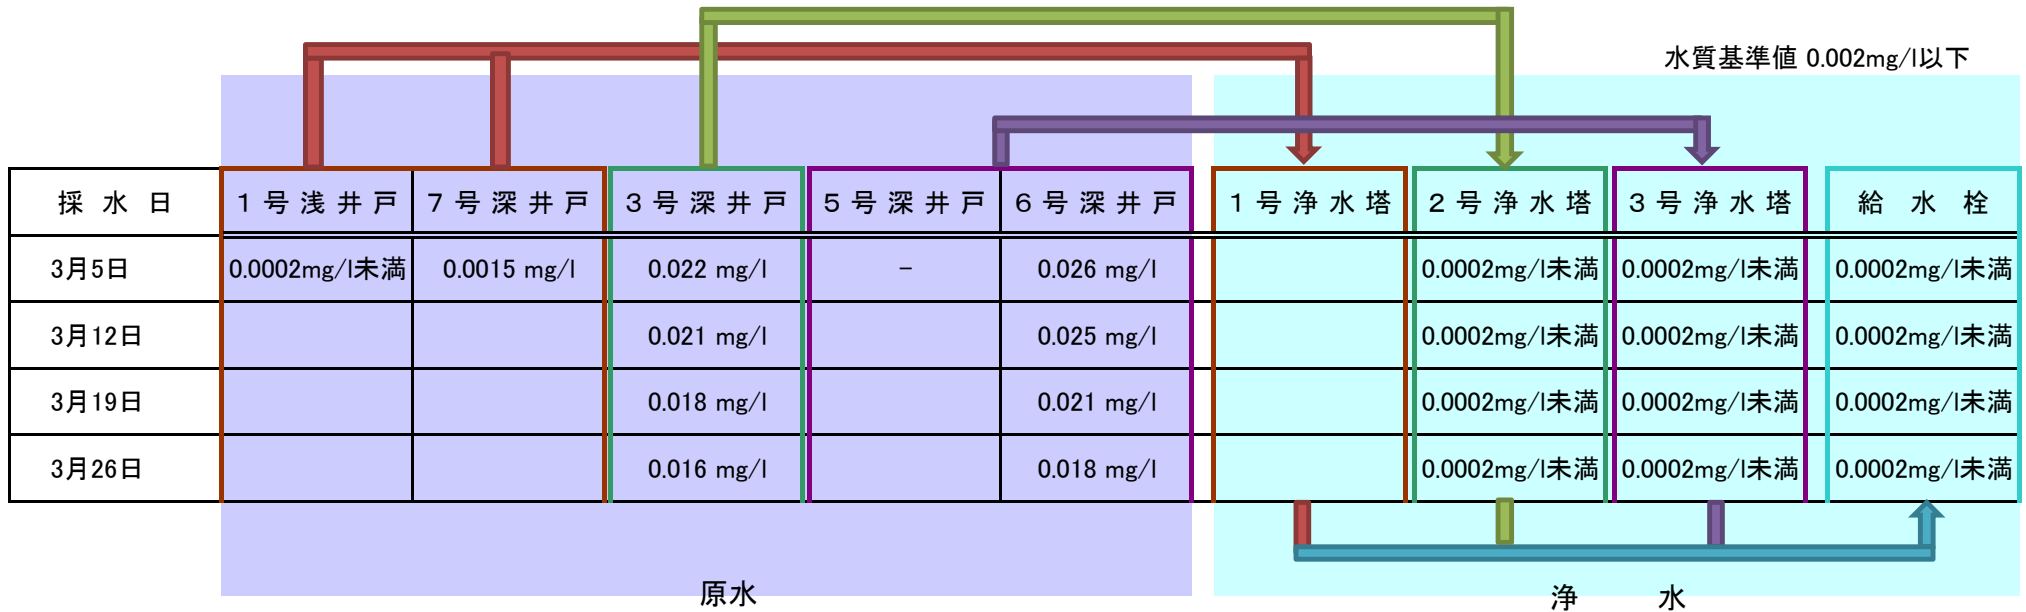 水質基準値 0.002mg/l以下
採 水 日 1号浅井戸 7号深井戸 3号深井戸 5号深井戸 6号深井戸 1号浄水塔 2号浄水塔 3号浄水塔 給 水 栓
3月5日 0.0002mg/l未満 0.0015 mg/l 0.022 mg/l － 0.026 mg/l 0.0002mg/l未満 0.0002mg/l未満 0.0002mg/l未満
3月12日 0.021 mg/l 0.025 mg/l 0.0002mg/l未満 0.0002mg/l未満 0.0002mg/l未満
3月19日 0.018 mg/l 0.021 mg/l 0.0002mg/l未満 0.0002mg/l未満 0.0002mg/l未満
3月26日 0.016 mg/l 0.018 mg/l 0.0002mg/l未満 0.0002mg/l未満 0.0002mg/l未満
原水 浄 水